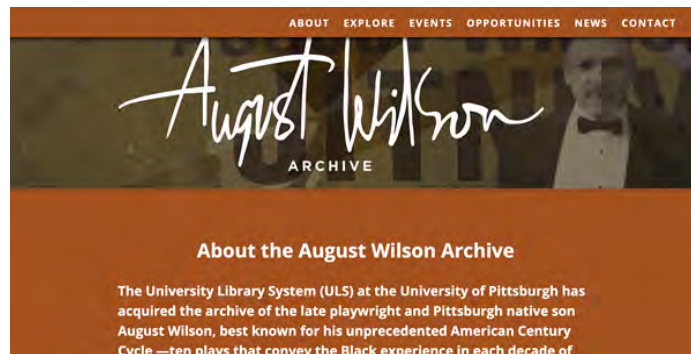 ABOUT EXPLORE EVENTS OPPORTUNITIES NEWS CONTACT
August Wilson
ARCHIVE
About the August Wilson Archive
The University Library System (ULS) at the University of Pittsburgh has
acquired the archive of the late playwright and Pittsburgh native son
August Wilson, best known for his unprecedented American Century
Cycle —ten plays that convey the Black experience in each decade of